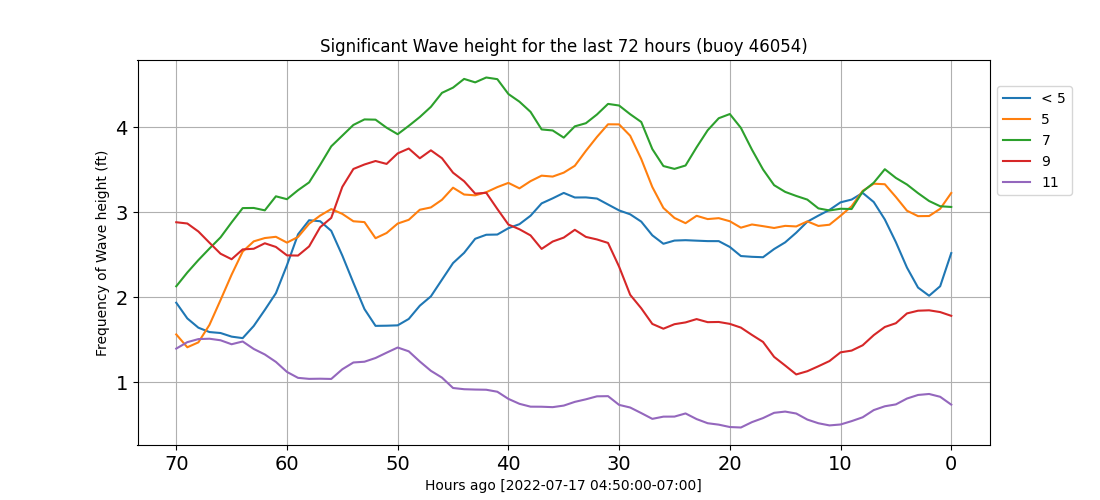 Significant Wave height for the last 72 hours (buoy 46054)
Frequency of Wave height (ft)
4
3
2
1
70 60 50 40 30 20 10 0
Hours ago [2022-07-17 04:50:00-07:00]
< 5
5
7
9
11